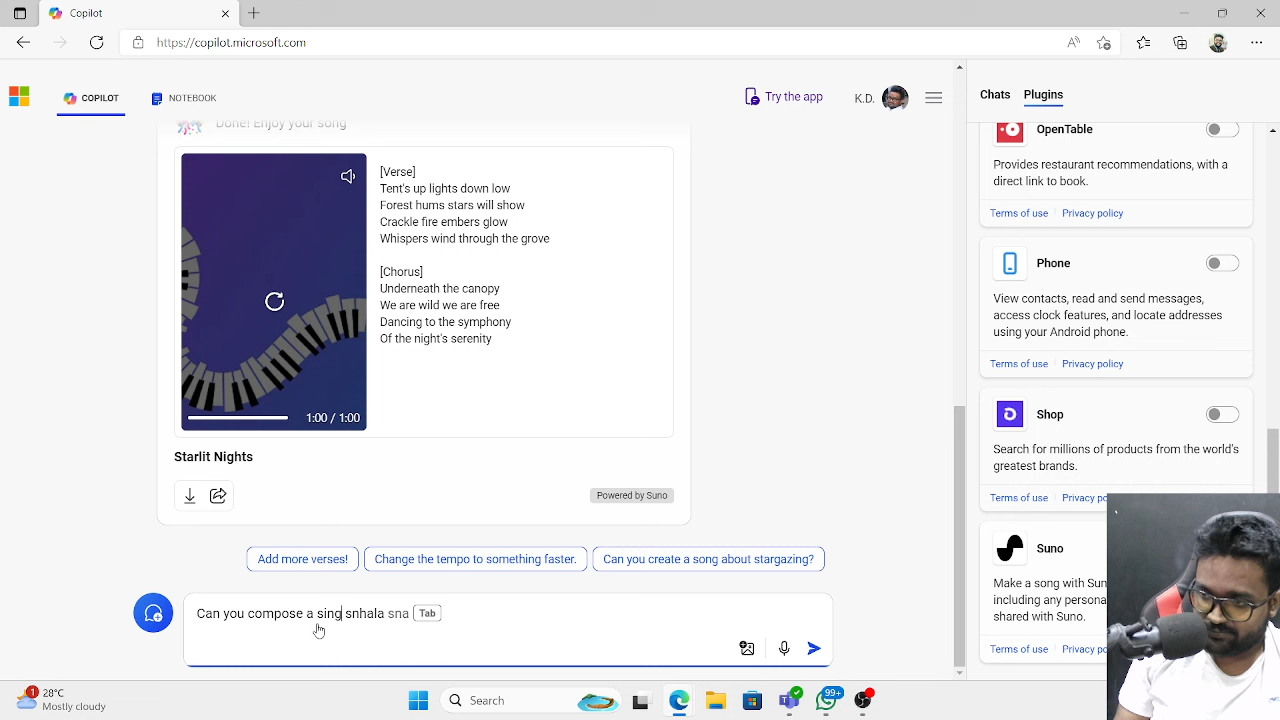 Copilot
https://copilot.microsoft.com
COPILOT
NOTEBOOK
Try the app
K.D.
Chats
Plugins
Done! Enjoy your song
[Verse]
Tent's up lights down low
Forest hums stars will show
Crackle fire embers glow
Whispers wind through the grove
[Chorus]
Underneath the canopy
We are wild we are free
Dancing to the symphony
Of the night's serenity
1:00 / 1:00
Starlit Nights
Powered by Suno
Add more verses!
Change the tempo to something faster.
Can you create a song about stargazing?
Can you compose a sing snhala sna Tab
OpenTable
Provides restaurant recommendations, with a
direct link to book.
Terms of use
Privacy policy
Phone
View contacts, read and send messages,
access clock features, and locate addresses
using your Android phone.
Terms of use
Privacy policy
Shop
Search for millions of products from the world's
greatest brands.
Terms of use
Privacy po
Suno
Make a song with Sun
including any persona
shared with Suno.
Terms of use
1
28°C
Mostly cloudy
Search
99+